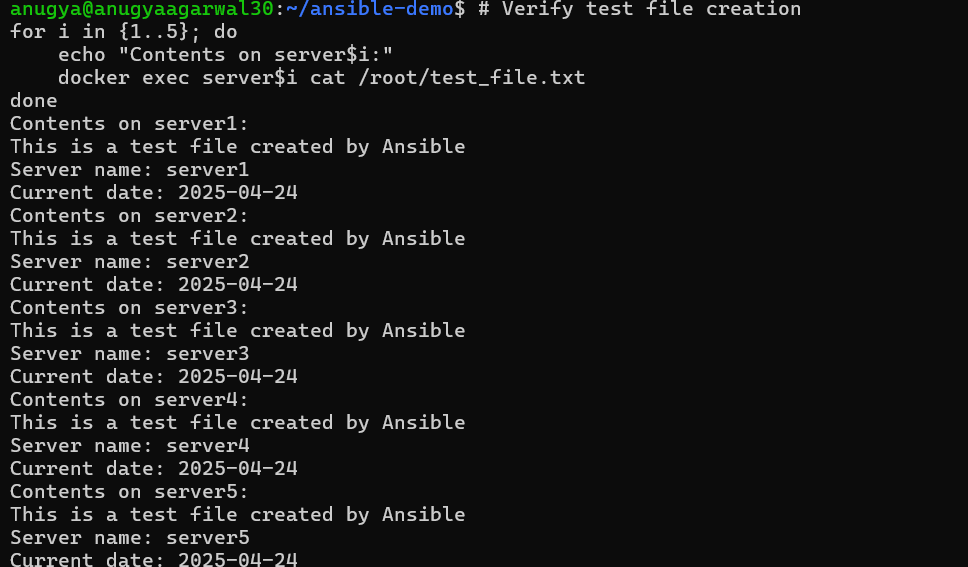 anugya@anugyaagarwal30:~/ansible-demo$ # Verify test file creation
for i in {1..5}; do
    echo "Contents on server$i:"
    docker exec server$i cat /root/test_file.txt
done
Contents on server1:
This is a test file created by Ansible
Server name: server1
Current date: 2025-04-24
Contents on server2:
This is a test file created by Ansible
Server name: server2
Current date: 2025-04-24
Contents on server3:
This is a test file created by Ansible
Server name: server3
Current date: 2025-04-24
Contents on server4:
This is a test file created by Ansible
Server name: server4
Current date: 2025-04-24
Contents on server5:
This is a test file created by Ansible
Server name: server5
Current date: 2025-04-24